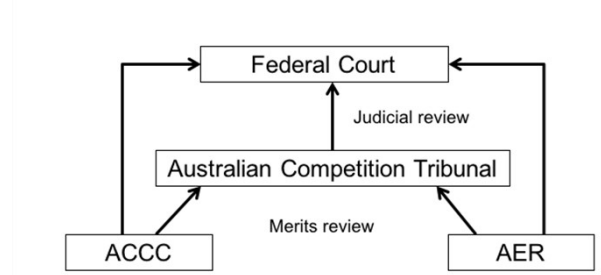 Federal Court
Judicial review
Australian Competition Tribunal
Merits review
ACCC
AER